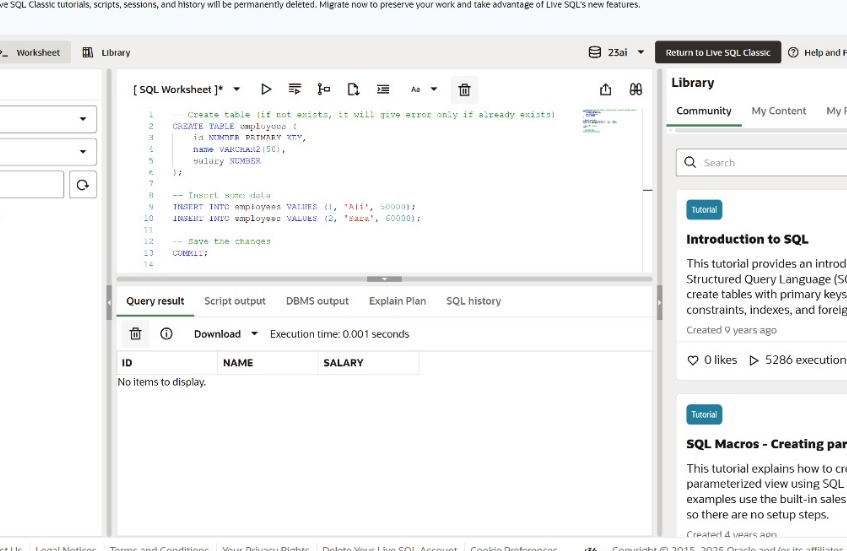 ve SQL Classic tutorials, scripts, sessions, and history will be permanently deleted. Migrate now to preserve your work and take advantage of Live SQL's new features.
Worksheet
Library
23ai
Return to Live SQL Classic
Help and F
[ SQL Worksheet ]*
Aa
1 -- Create table (if not exists, it will give error only if already exists)
2 CREATE TABLE employees (
3 id NUMBER PRIMARY KEY,
4 name VARCHAR2(50),
5 salary NUMBER
6 );
7
8 -- Insert some data
9 INSERT INTO employees VALUES (1, 'Ali', 50000);
10 INSERT INTO employees VALUES (2, 'Sara', 60000);
11
12 -- Save the changes
13 COMMIT;
14
Query result
Script output
DBMS output
Explain Plan
SQL history
Download
Execution time: 0.001 seconds
ID NAME SALARY
No items to display.
Library
Community
My Content
My F
Search
Tutorial
Introduction to SQL
This tutorial provides an introd
Structured Query Language (SQ
create tables with primary keys
constraints, indexes, and foreig
Created 9 years ago
0 likes
5286 execution
Tutorial
SQL Macros - Creating par
This tutorial explains how to cre
parameterized view using SQL
examples use the built-in sales
so there are no setup steps.
Created 4 years ago
ct Us
Legal Notices
Terms and Conditions
Your Privacy Rights
Delete Your Live SQL Account
Cookie Preferences
Copyright © 2015, 2025 Oracle and/or its affiliates